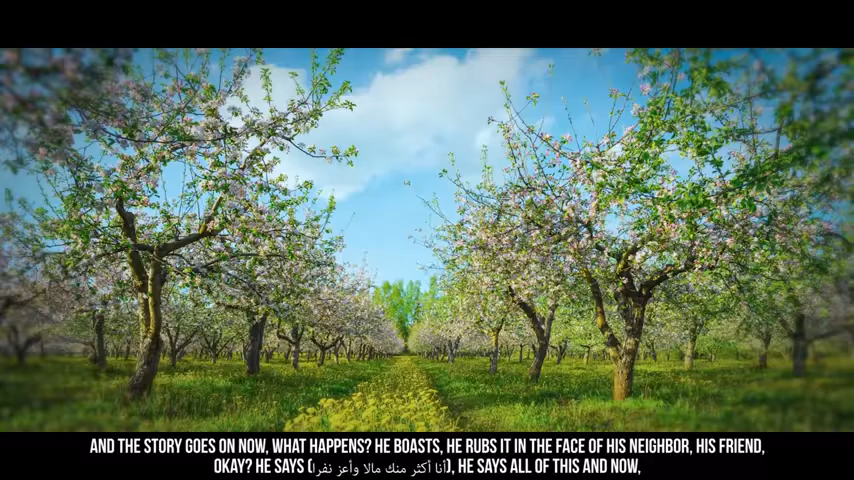 AND THE STORY GOES ON NOW, WHAT HAPPENS? HE BOASTS, HE RUBS IT IN THE FACE OF HIS NEIGHBOR, HIS FRIEND,
OKAY? HE SAYS (أنا أكثر منك مالا وأعز نفرا), HE SAYS ALL OF THIS AND NOW,